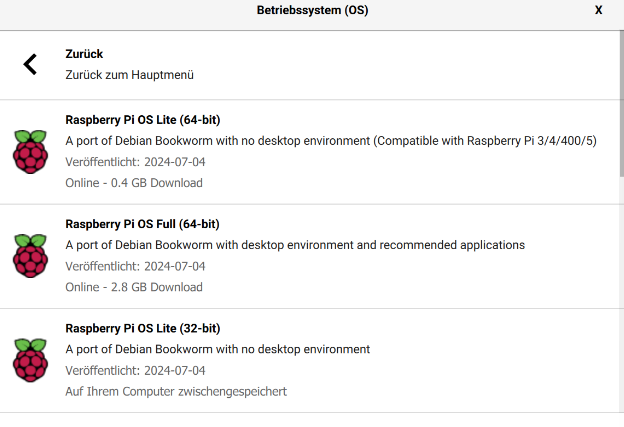 Betriebssystem (OS)
X
Zurück
Zurück zum Hauptmenü
Raspberry Pi OS Lite (64-bit)
A port of Debian Bookworm with no desktop environment (Compatible with Raspberry Pi 3/4/400/5)
Veröffentlicht: 2024-07-04
Online - 0.4 GB Download
Raspberry Pi OS Full (64-bit)
A port of Debian Bookworm with desktop environment and recommended applications
Veröffentlicht: 2024-07-04
Online - 2.8 GB Download
Raspberry Pi OS Lite (32-bit)
A port of Debian Bookworm with no desktop environment
Veröffentlicht: 2024-07-04
Auf Ihrem Computer zwischengespeichert